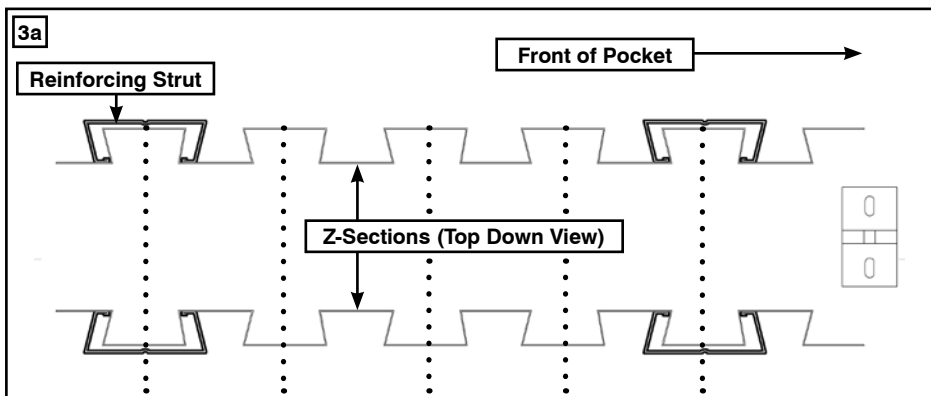 3a
Front of Pocket
Reinforcing Strut
Z-Sections (Top Down View)